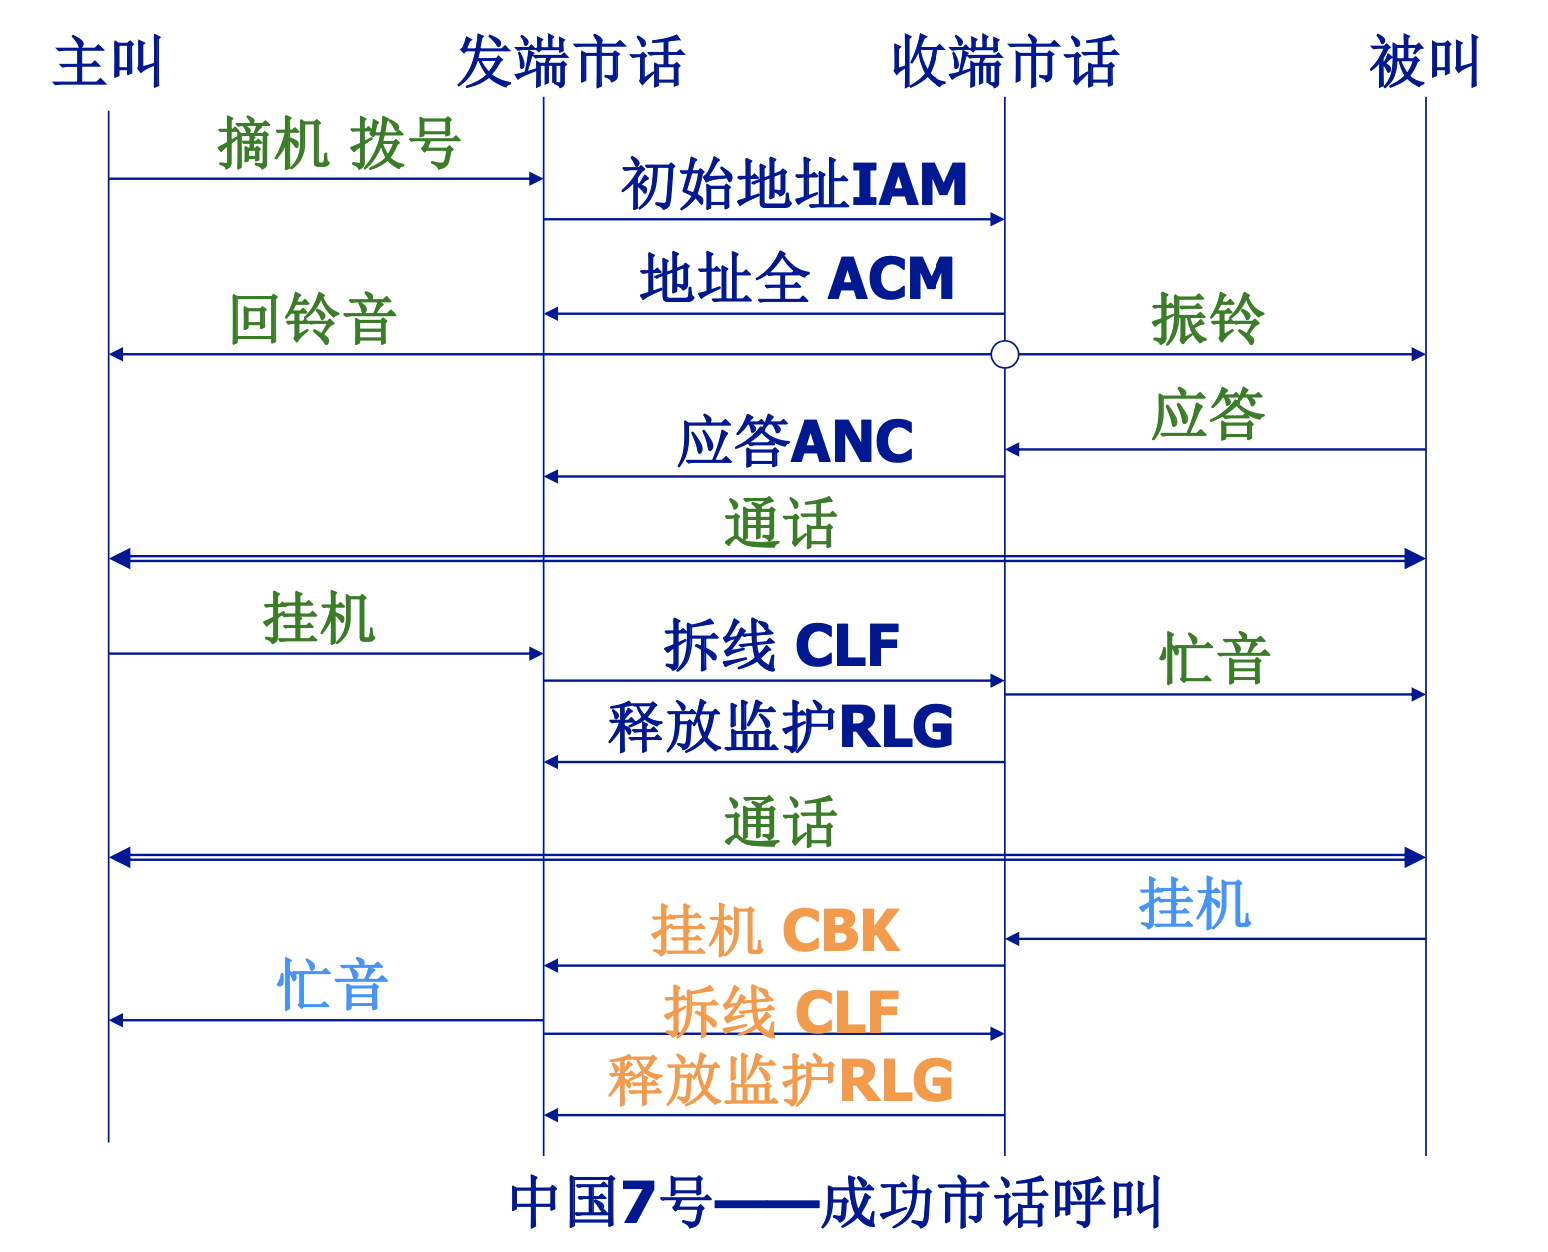 主叫 发端市话 收端市话 被叫
摘机 拨号
初始地址IAM
地址全 ACM
回铃音 振铃
应答
应答ANC
通话
挂机
拆线 CLF
忙音
释放监护RLG
通话
挂机
挂机 CBK
忙音
拆线 CLF
释放监护RLG
中国7号——成功市话呼叫